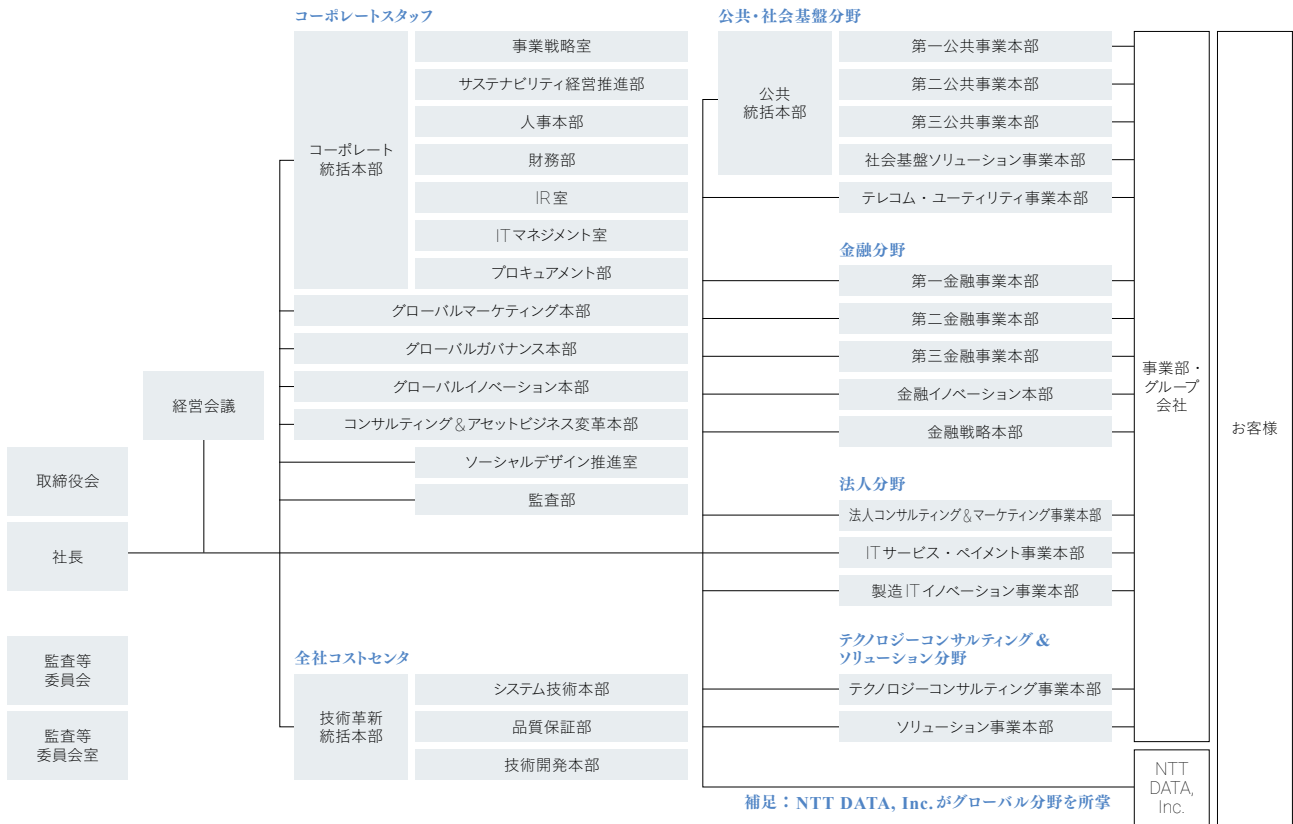 コーポレートスタッフ
コーポレート
統括本部
事業戦略室
サステナビリティ経営推進部
人事本部
財務部
IR室
ITマネジメント室
プロキュアメント部
グローバルマーケティング本部
グローバルガバナンス本部
グローバルイノベーション本部
コンサルティング&アセットビジネス変革本部
ソーシャルデザイン推進室
監査部
経営会議
取締役会
社長
監査等
委員会
監査等
委員会室
全社コストセンタ
技術革新
統括本部
システム技術本部
品質保証部
技術開発本部
公共・社会基盤分野
公共
統括本部
第一公共事業本部
第二公共事業本部
第三公共事業本部
社会基盤ソリューション事業本部
テレコム・ユーティリティ事業本部
金融分野
第一金融事業本部
第二金融事業本部
第三金融事業本部
金融イノベーション本部
金融戦略本部
法人分野
法人コンサルティング&マーケティング事業本部
ITサービス・ペイメント事業本部
製造ITイノベーション事業本部
テクノロジーコンサルティング &
ソリューション分野
テクノロジーコンサルティング事業本部
ソリューション事業本部
補足：NTT DATA, Inc.がグローバル分野を所掌
事業部・
グループ
会社
NTT
DATA,
Inc.
お客様